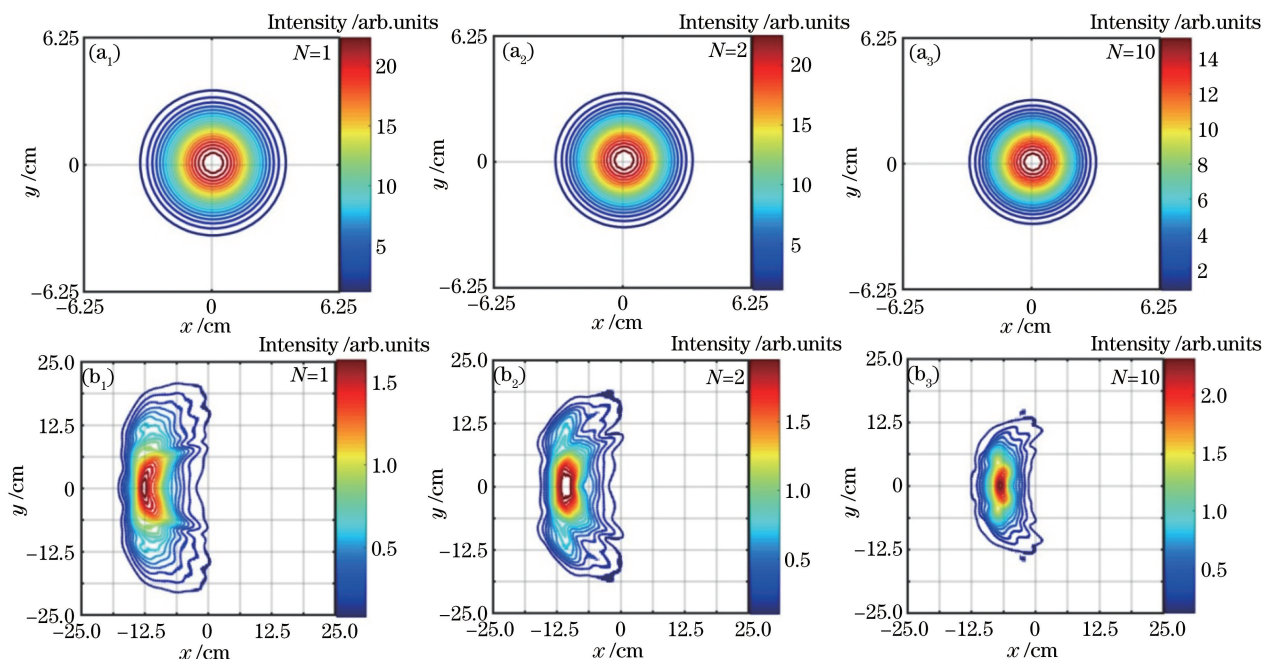 Intensity /arb.units
6.25
(a₁)
N=1
20
15
10
5
y /cm
0
−6.25
−6.25
0
6.25
x /cm
Intensity /arb.units
6.25
(a₂)
N=2
20
15
10
5
y /cm
0
−6.25
−6.25
0
6.25
x /cm
Intensity /arb.units
6.25
(a₃)
N=10
14
12
10
8
6
4
2
y /cm
0
−6.25
−6.25
0
6.25
x /cm
Intensity /arb.units
25.0
(b₁)
N=1
1.5
1.0
0.5
12.5
y /cm
0
−12.5
−25.0
−25.0
−12.5
0
12.5
25.0
x /cm
Intensity /arb.units
25.0
(b₂)
N=2
1.5
1.0
0.5
12.5
y /cm
0
−12.5
−25.0
−25.0
−12.5
0
12.5
25.0
x /cm
Intensity /arb.units
25.0
(b₃)
N=10
2.0
1.5
1.0
0.5
12.5
y /cm
0
−12.5
−25.0
−25.0
−12.5
0
12.5
25.0
x /cm